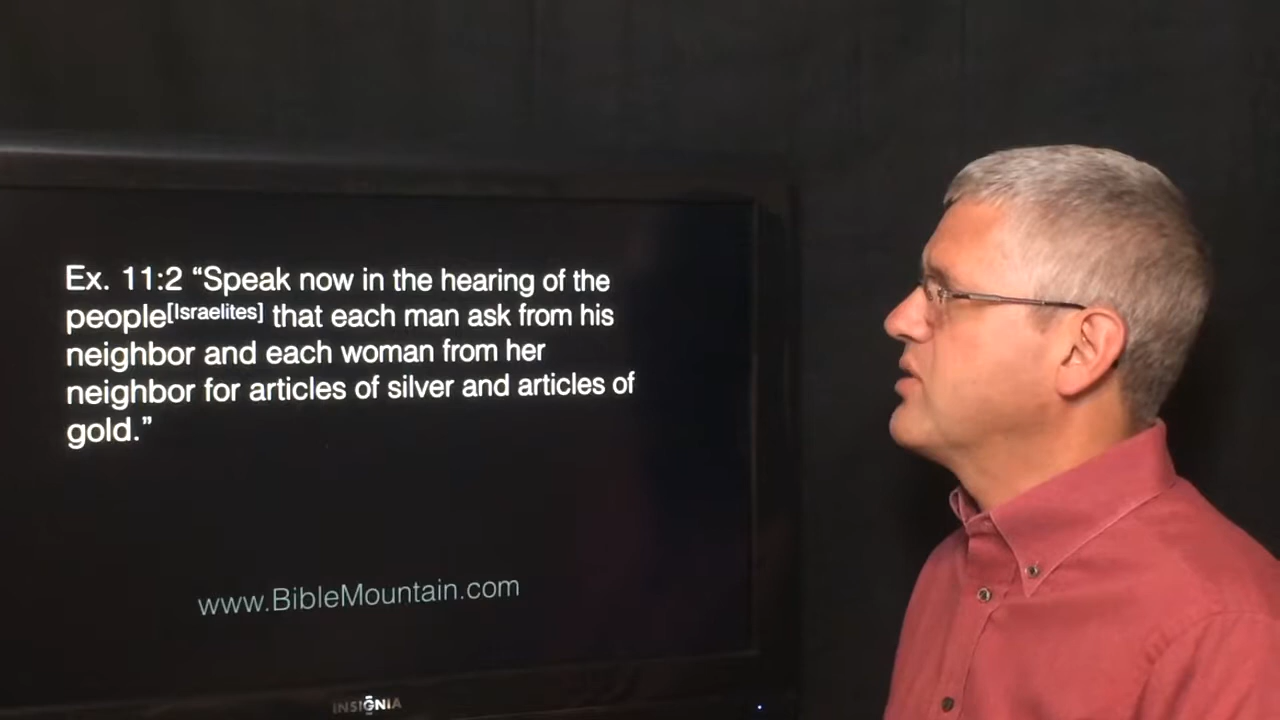 Ex. 11:2 “Speak now in the hearing of the
people[Israelites] that each man ask from his
neighbor and each woman from her
neighbor for articles of silver and articles of
gold.”
www.BibleMountain.com
INSIGNIA